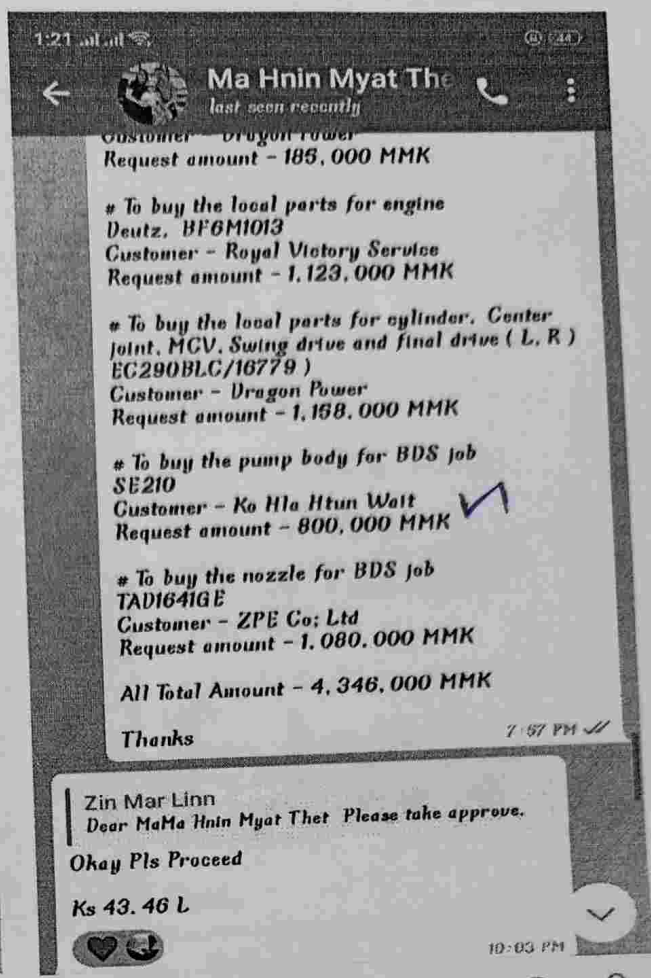 1:21
44
Ma Hnin Myat The
last seen recently
Customer - Dragon Power
Request amount - 185,000 MMK
# To buy the local parts for engine
Deutz, BF6M1013
Customer - Royal Victory Service
Request amount - 1,123,000 MMK
# To buy the local parts for cylinder, Center
Joint, MCV, Swing drive and final drive ( L, R )
EC290BLC/16779 )
Customer - Dragon Power
Request amount - 1,158,000 MMK
# To buy the pump body for BDS job
SE210
Customer - Ko Hla Htun Wait
Request amount - 800,000 MMK
# To buy the nozzle for BDS job
TAD1641GE
Customer - ZPE Co; Ltd
Request amount - 1,080,000 MMK
All Total Amount - 4,346,000 MMK
Thanks
7:57 PM
Zin Mar Linn
Dear MaMa Hnin Myat Thet Please take approve.
Okay Pls Proceed
Ks 43.46 L
10:03 PM